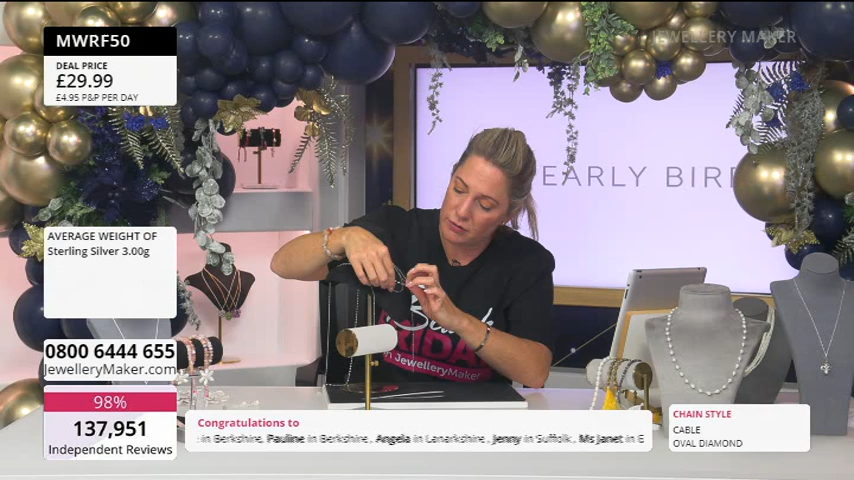 MWRF50
JEWELLERY MAKER
DEAL PRICE
£29.99
£4.95 P&P PER DAY
EARLY BIR
AVERAGE WEIGHT OF
Sterling Silver 3.00g
0800 6444 655
JewelleryMaker.com
JewelleryMaker
98%
137,951
Independent Reviews
Congratulations to
in Berkshire, Pauline in Berkshire , Angela in Lanarkshire , Jenny in Suffolk , Ms Janet in
CHAIN STYLE
CABLE
OVAL DIAMOND